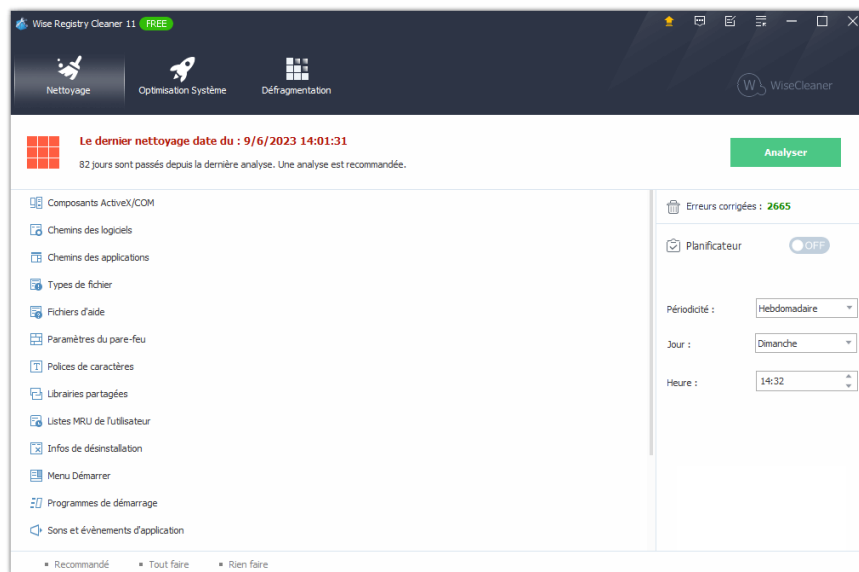 Wise Registry Cleaner 11 FREE
Nettoyage
Optimisation Système
Défragmentation
W WiseCleaner
Le dernier nettoyage date du : 9/6/2023 14:01:31
82 jours sont passés depuis la dernière analyse. Une analyse est recommandée.
Analyser
Composants ActiveX/COM
Chemins des logiciels
Chemins des applications
Types de fichier
Fichiers d'aide
Paramètres du pare-feu
Polices de caractères
Librairies partagées
Listes MRU de l'utilisateur
Infos de désinstallation
Menu Démarrer
Programmes de démarrage
Sons et évènements d'application
Erreurs corrigées : 2665
Planificateur OFF
Périodicité : Hebdomadaire
Jour : Dimanche
Heure : 14:32
Recommandé
Tout faire
Rien faire